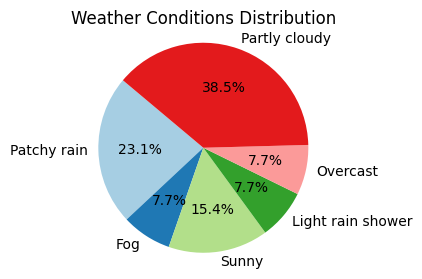 Weather Conditions Distribution
Partly cloudy
38.5%
Patchy rain
23.1%
7.7%
Overcast
7.7%
7.7%
15.4%
Light rain shower
Fog
Sunny